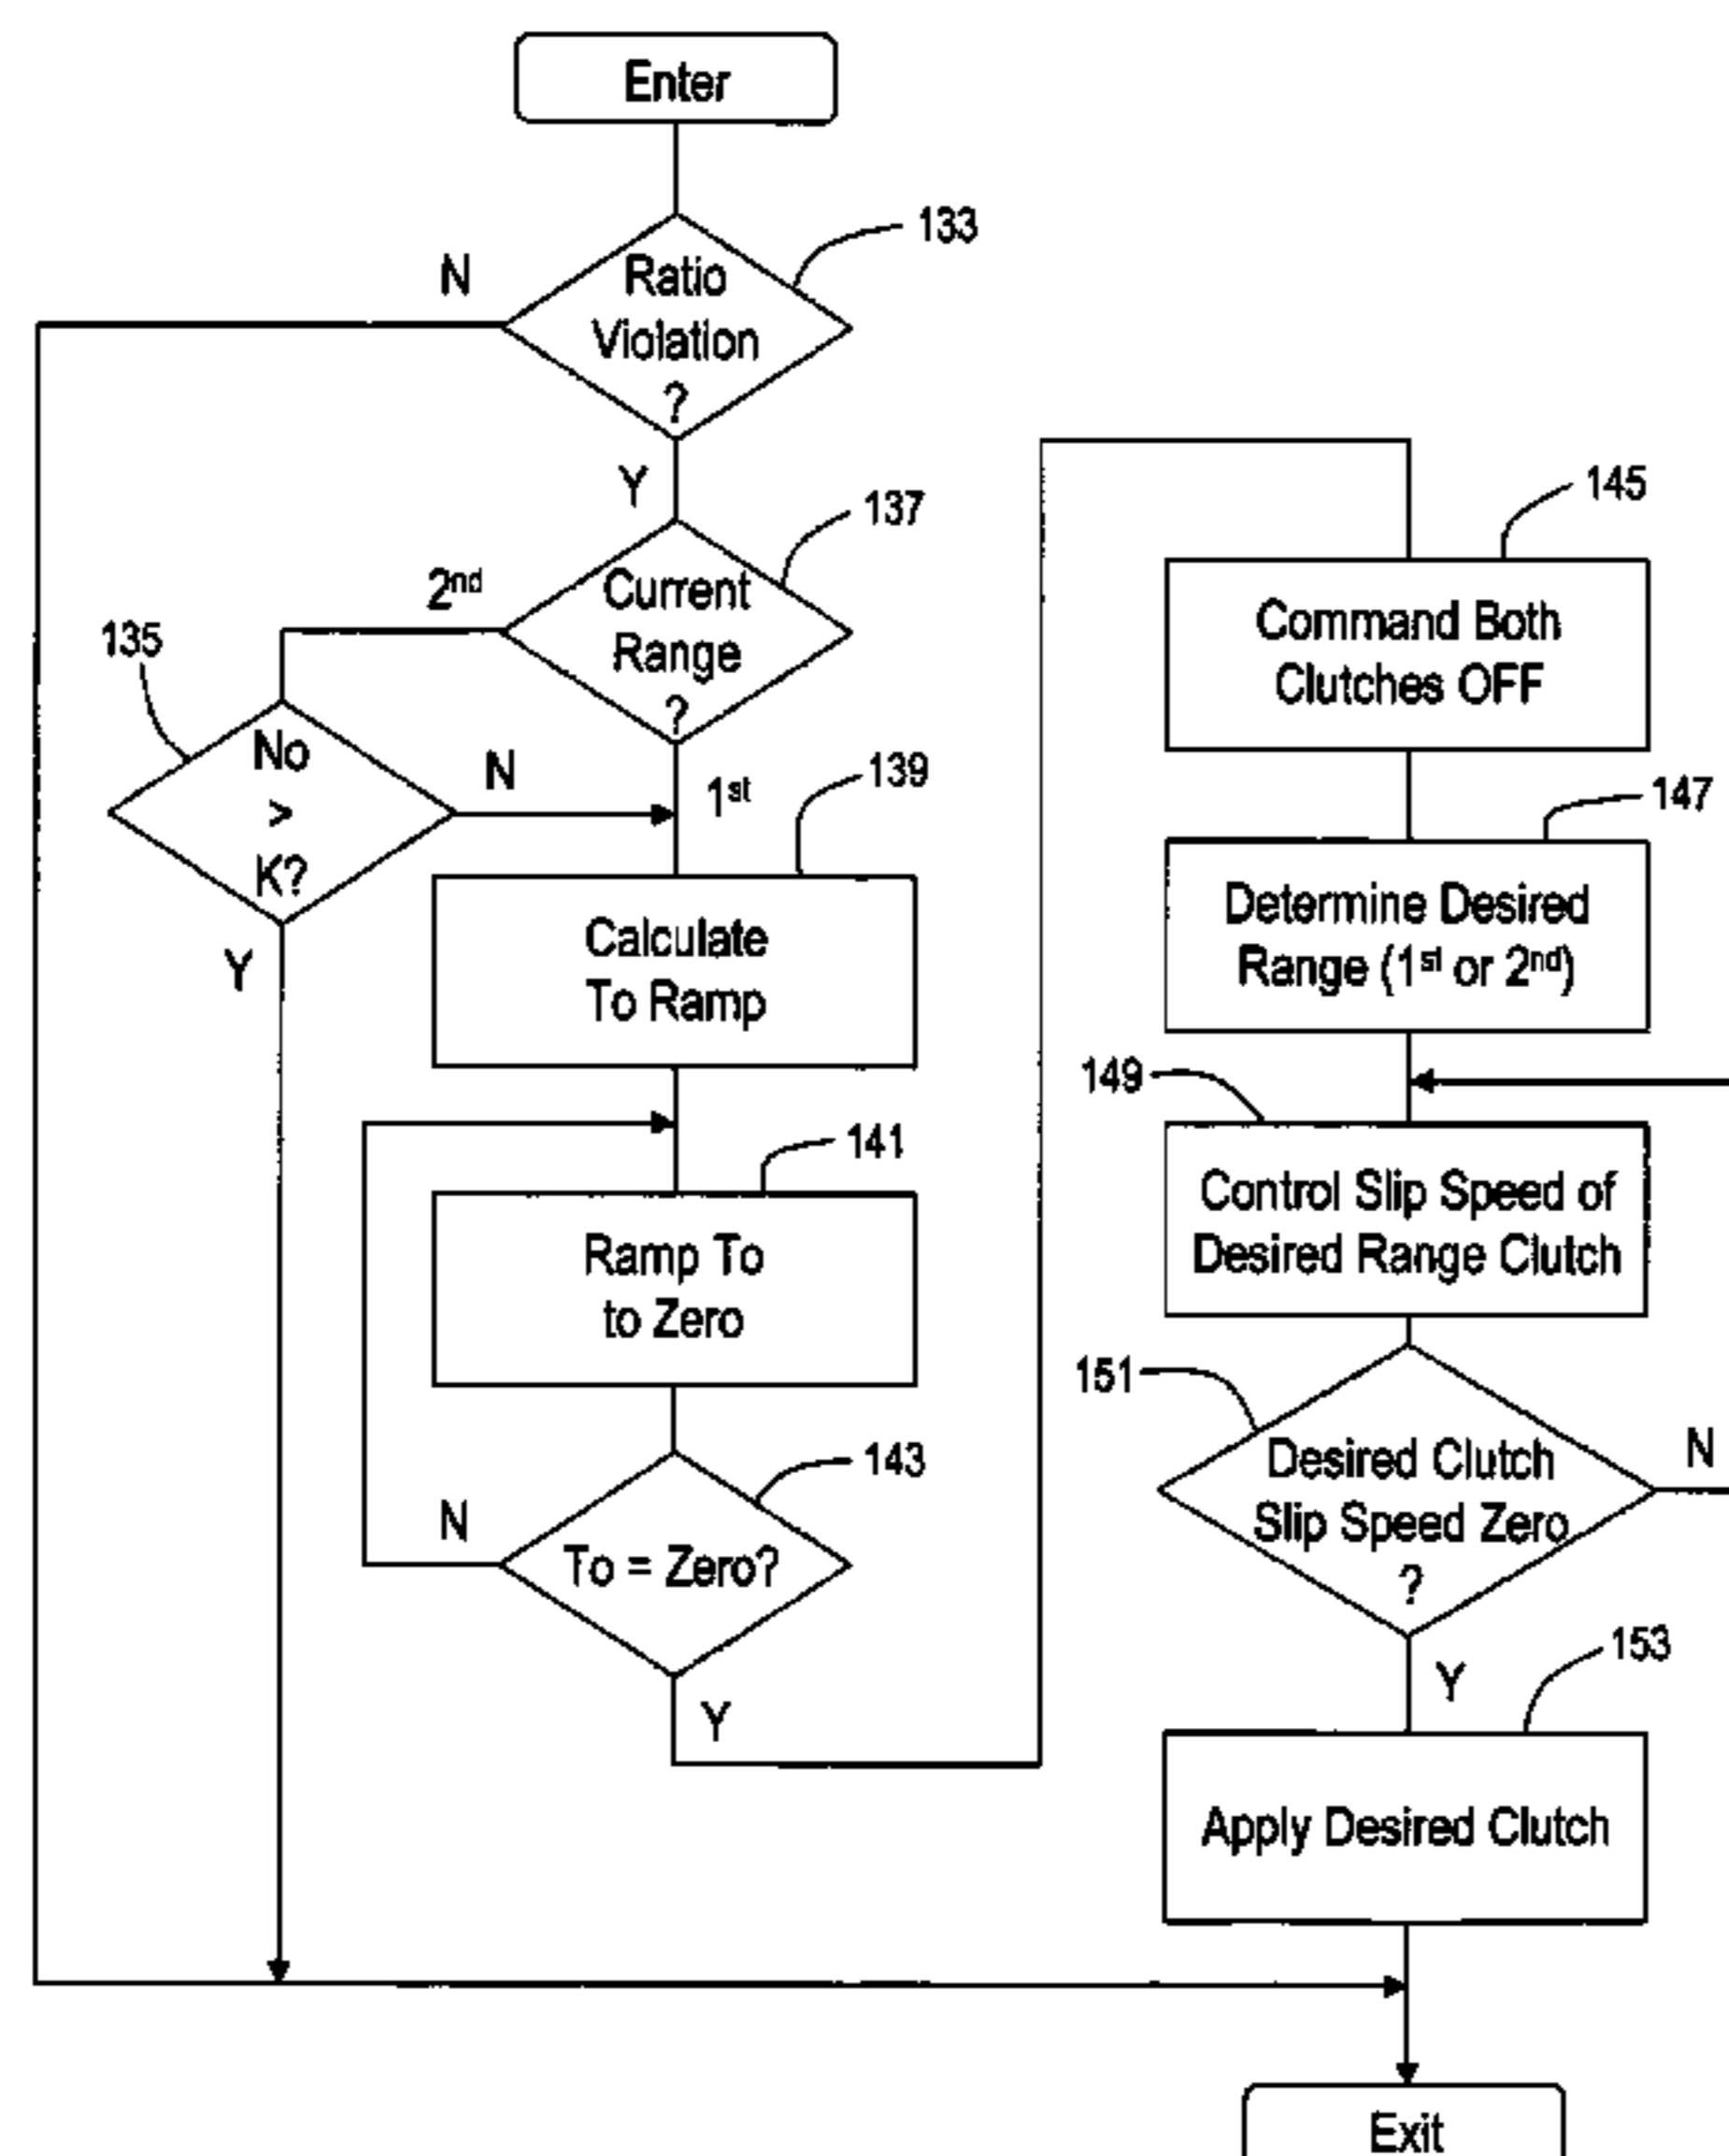 Enter
133
N
Ratio
Violation
?
Y
137
2nd
Current
Range
?
135
No
>
K?
N
Y
1st
139
Calculate
To Ramp
141
Ramp To
to Zero
143
N
To = Zero?
Y
145
Command Both
Clutches OFF
147
Determine Desired
Range (1st or 2nd)
149
Control Slip Speed of
Desired Range Clutch
151
Desired Clutch
Slip Speed Zero
?
N
Y
153
Apply Desired Clutch
Exit